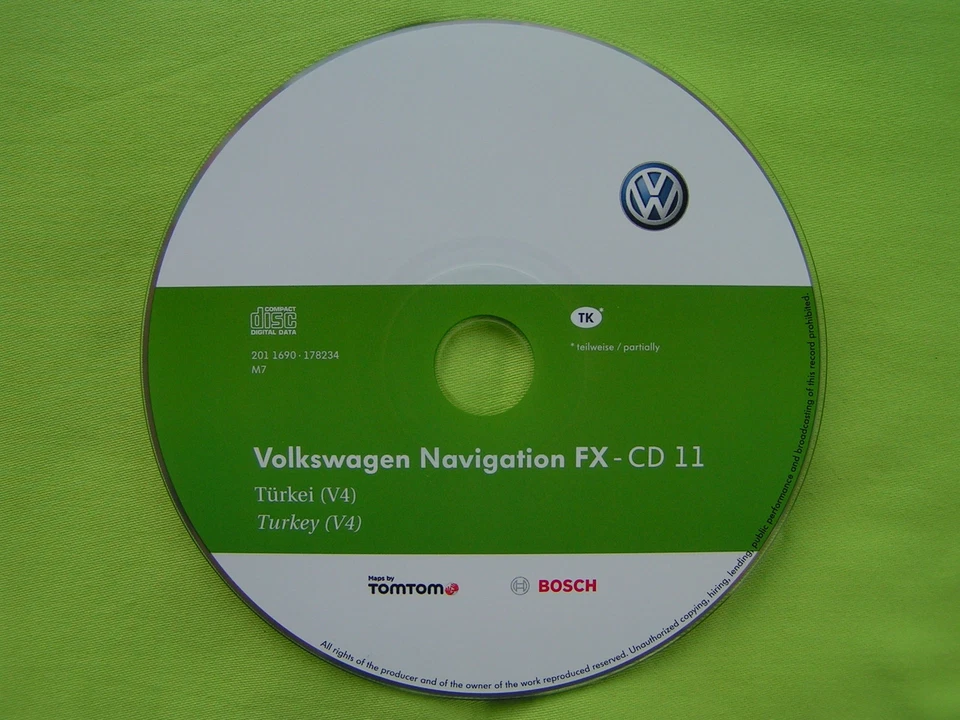 COMPACT
disc
DIGITAL DATA
201 1690 - 178234
M7
TK*
* teilweise / partially
Volkswagen Navigation FX - CD 11
Türkei (V4)
Turkey (V4)
Maps by
TOMTOM
BOSCH
All rights of the producer and of the owner of the work reproduced reserved. Unauthorized copying, hiring, lending, public performance and broadcasting of this record prohibited.